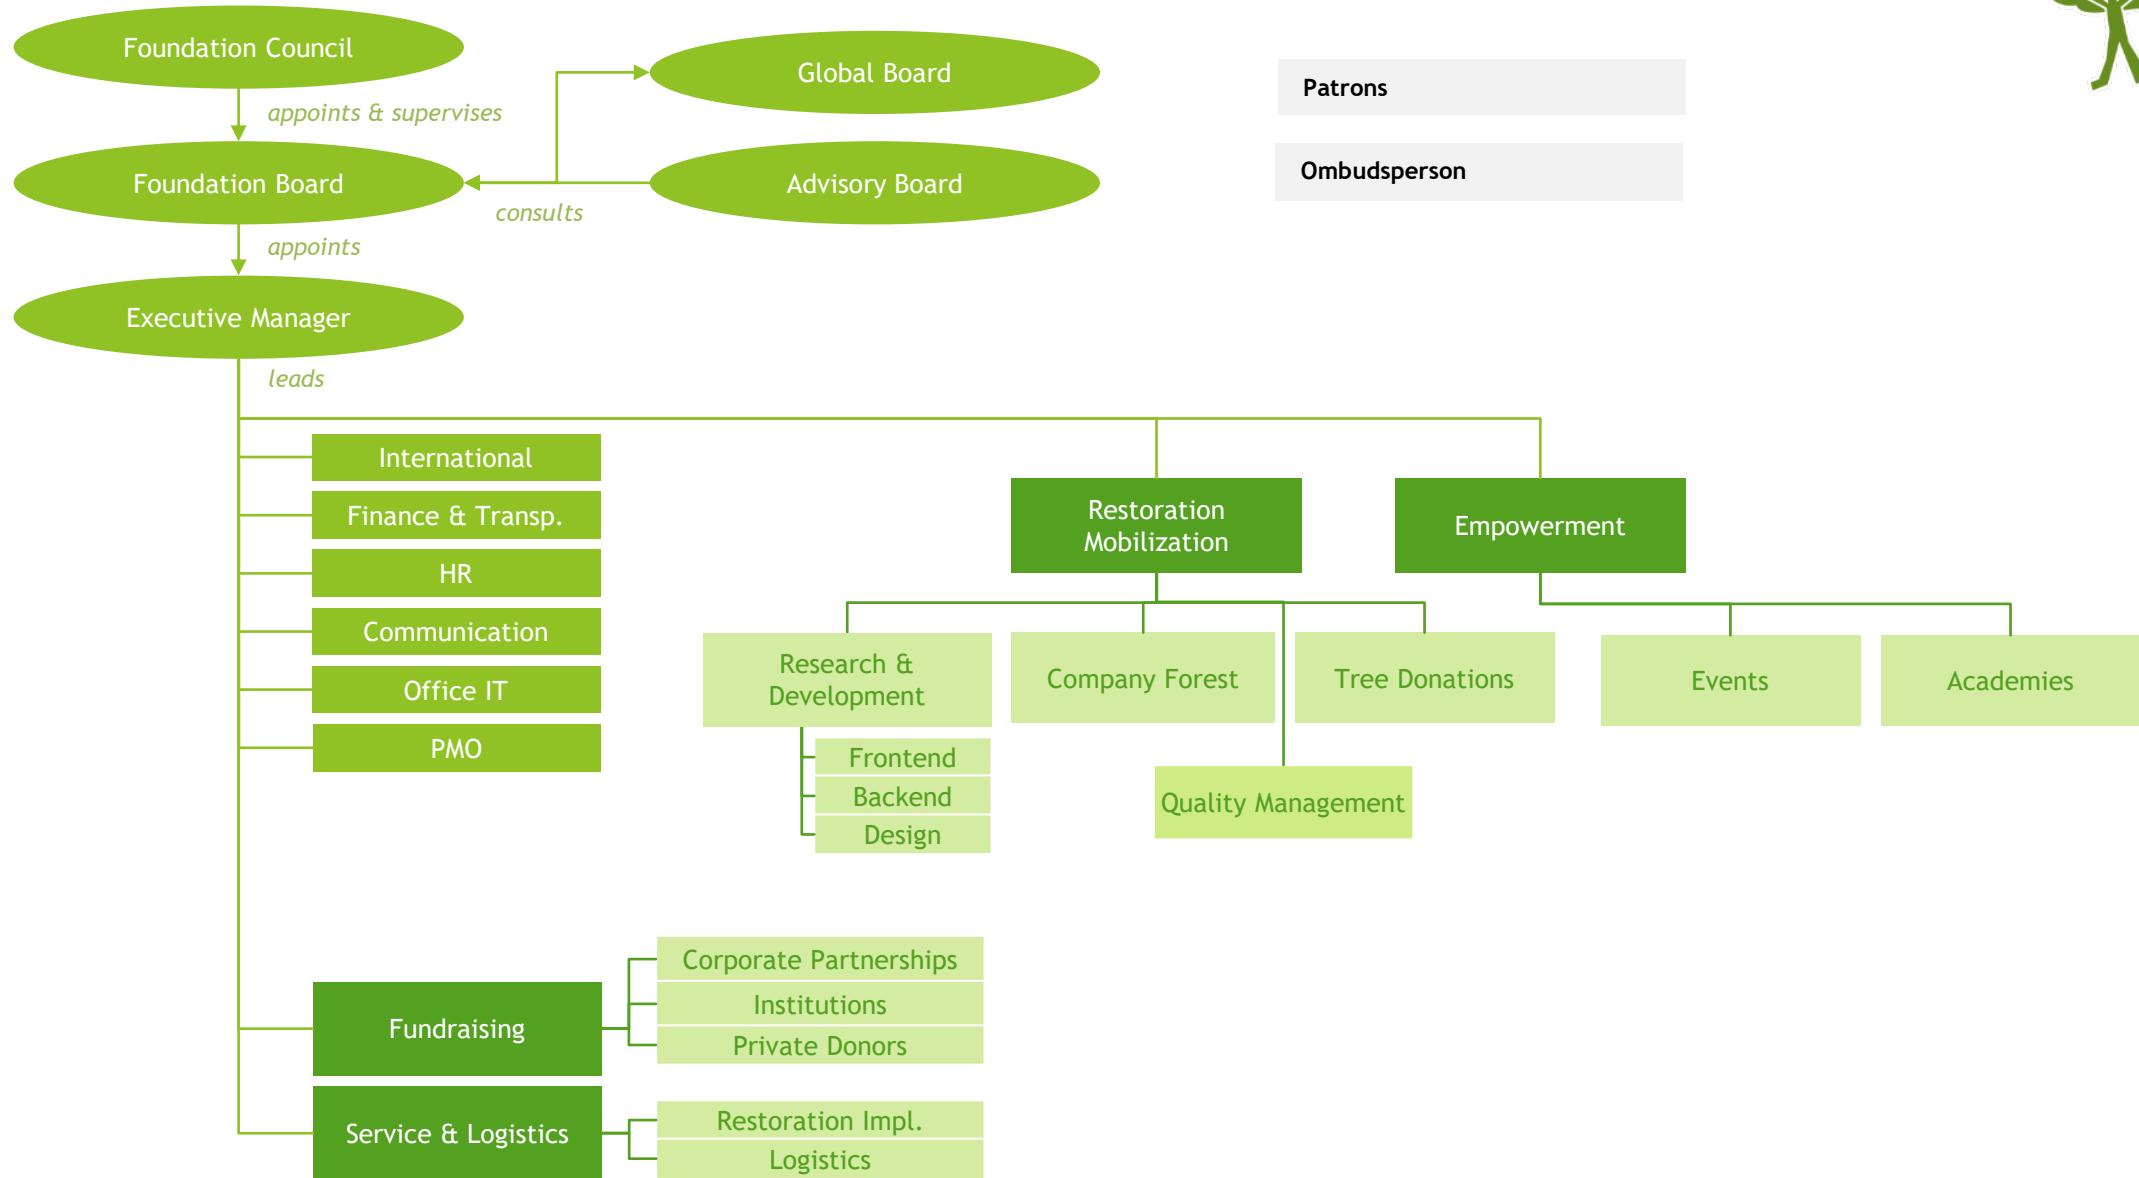 Foundation Council
Global Board
Patrons
appoints & supervises
Foundation Board
Advisory Board
Ombudsperson
consults
appoints
Executive Manager
leads
International
Finance & Transp.
HR
Communication
Office IT
PMO
Restoration
Mobilization
Empowerment
Research &
Development
Company Forest
Tree Donations
Events
Academies
Frontend
Backend
Design
Quality Management
Fundraising
Corporate Partnerships
Institutions
Private Donors
Service & Logistics
Restoration Impl.
Logistics